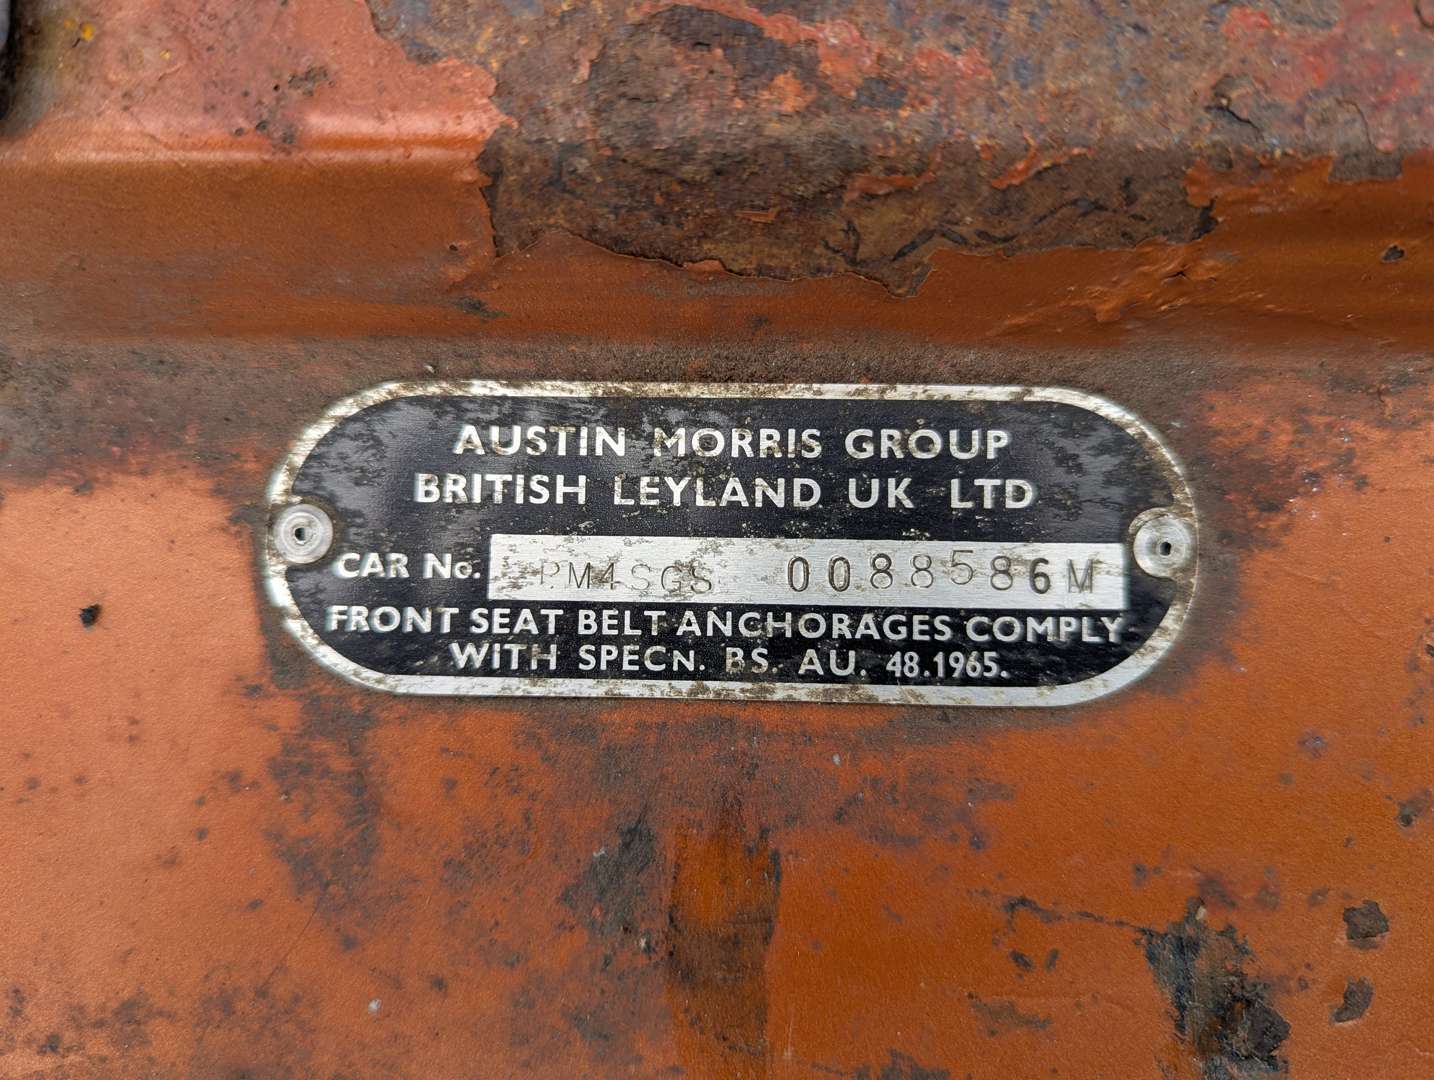 AUSTIN MORRIS GROUP
BRITISH LEYLAND UK LTD
CAR No. PM4SGS 0088586M
FRONT SEAT BELT ANCHORAGES COMPLY
WITH SPECN. BS. AU. 48.1965.